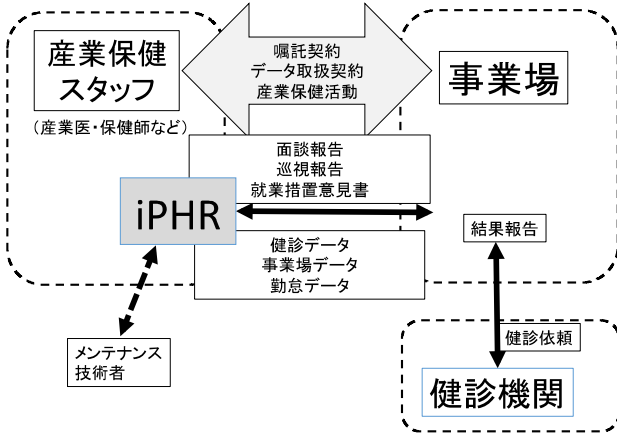 産業保健
スタッフ
（産業医・保健師など）
嘱託契約
データ取扱契約
産業保健活動
事業場
面談報告
巡視報告
就業措置意見書
iPHR
健診データ
事業場データ
勤怠データ
結果報告
メンテナンス
技術者
健診依頼
健診機関